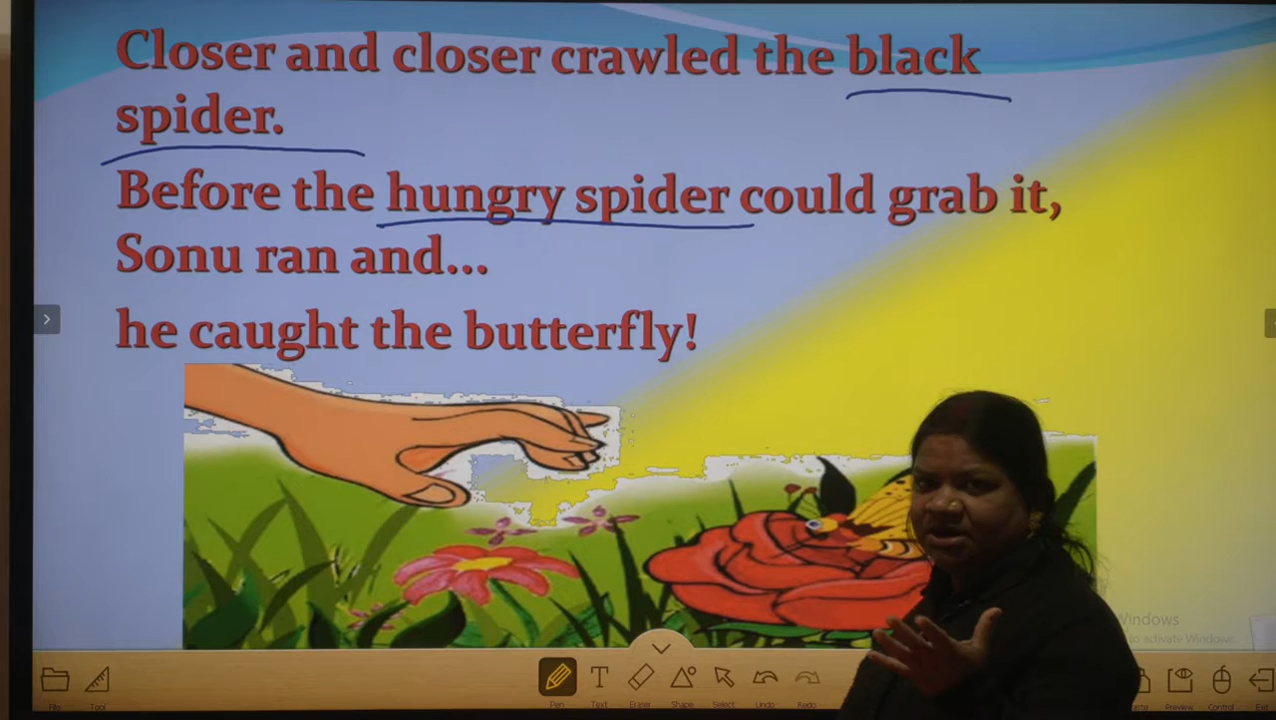 Closer and closer crawled the black
spider.
Before the hungry spider could grab it,
Sonu ran and...
he caught the butterfly!
Windows
to activate Windows.
File
Tool
Pen
Text
Eraser
Shape
Select
Undo
Redo
Preview
Control
Exit